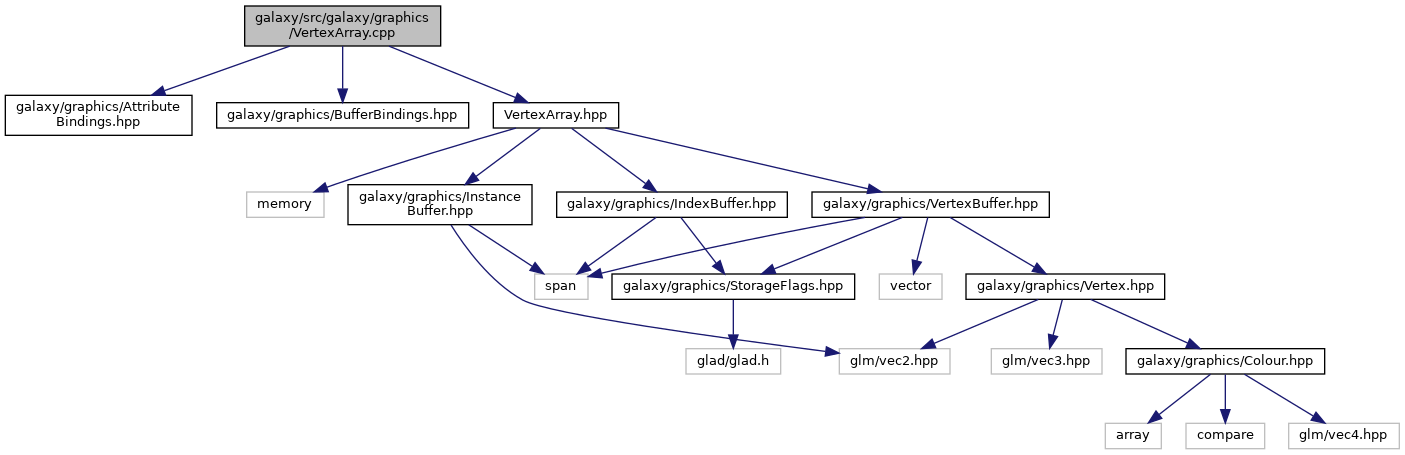 galaxy/src/galaxy/graphics
/VertexArray.cpp
galaxy/graphics/Attribute
Bindings.hpp
galaxy/graphics/BufferBindings.hpp
VertexArray.hpp
memory
galaxy/graphics/Instance
Buffer.hpp
galaxy/graphics/IndexBuffer.hpp
galaxy/graphics/VertexBuffer.hpp
span
galaxy/graphics/StorageFlags.hpp
vector
galaxy/graphics/Vertex.hpp
glad/glad.h
glm/vec2.hpp
glm/vec3.hpp
galaxy/graphics/Colour.hpp
array
compare
glm/vec4.hpp